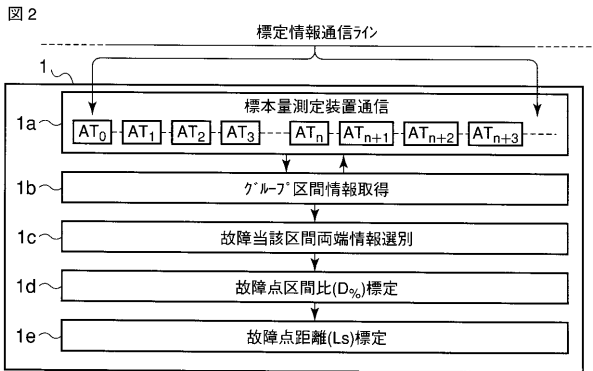 図2
標定情報通信ライン
1
1a
標本量測定装置通信
AT0 AT1 AT2 AT3 ATn ATn+1 ATn+2 ATn+3
1b
グループ区間情報取得
1c
故障当該区間両端情報選別
1d
故障点区間比(D%)標定
1e
故障点距離(Ls)標定